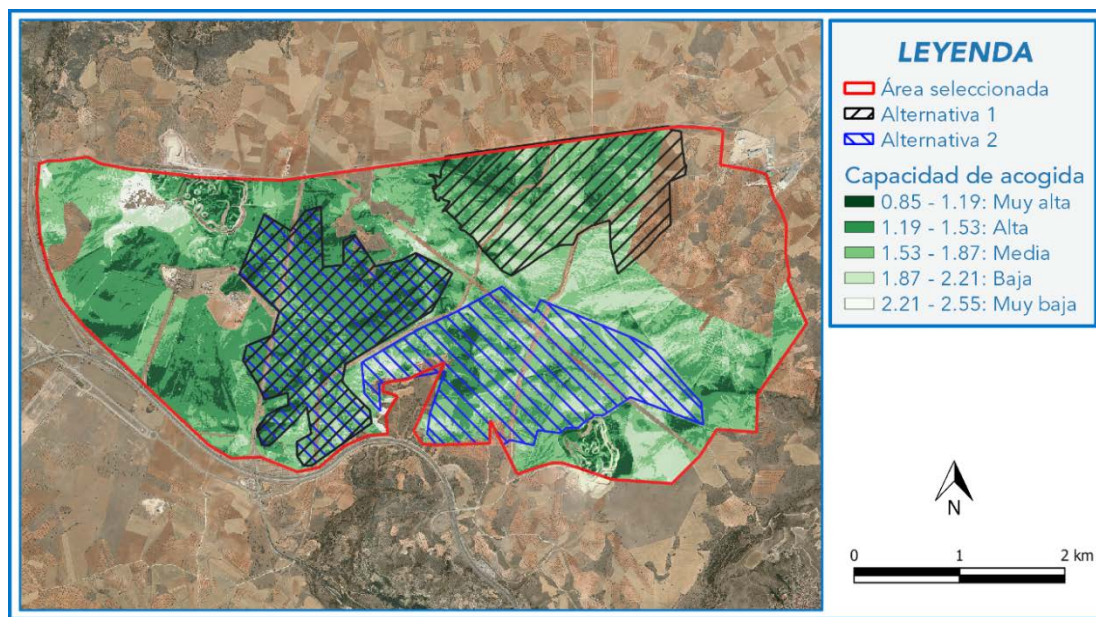 LEYENDA
Área seleccionada
Alternativa 1
Alternativa 2
Capacidad de acogida
0.85 - 1.19: Muy alta
1.19 - 1.53: Alta
1.53 - 1.87: Media
1.87 - 2.21: Baja
2.21 - 2.55: Muy baja
N
0 1 2 km